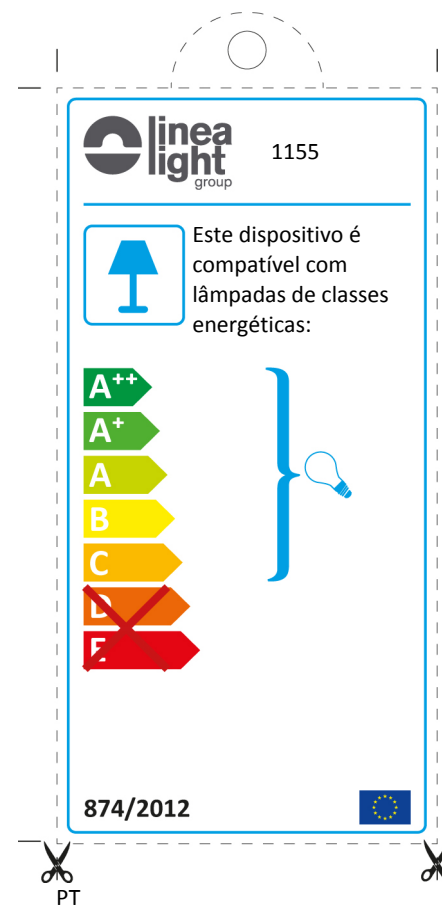 linea
light
group
1155
Este dispositivo é
compatível com
lâmpadas de classes
energéticas:
A++
A+
A
B
C
D
E
874/2012
PT